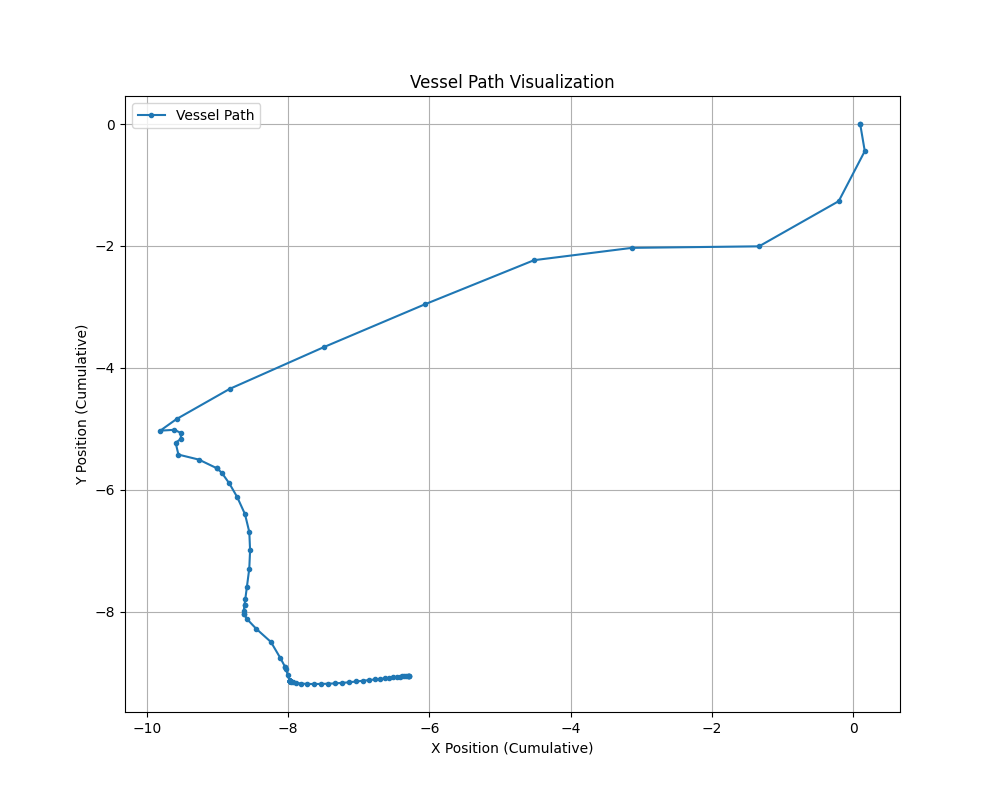 Vessel Path Visualization
Vessel Path
Y Position (Cumulative)
0
−2
−4
−6
−8
−10 −8 −6 −4 −2 0
X Position (Cumulative)